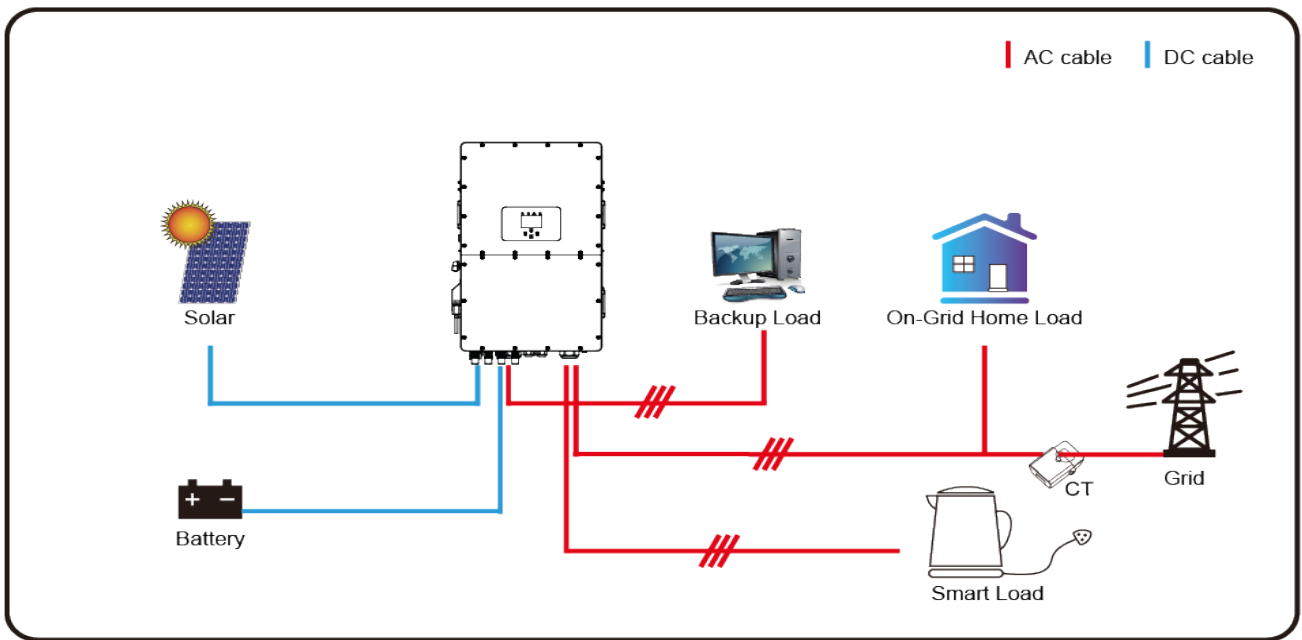 AC cable
DC cable
Solar
Backup Load
On-Grid Home Load
CT
Grid
Battery
Smart Load